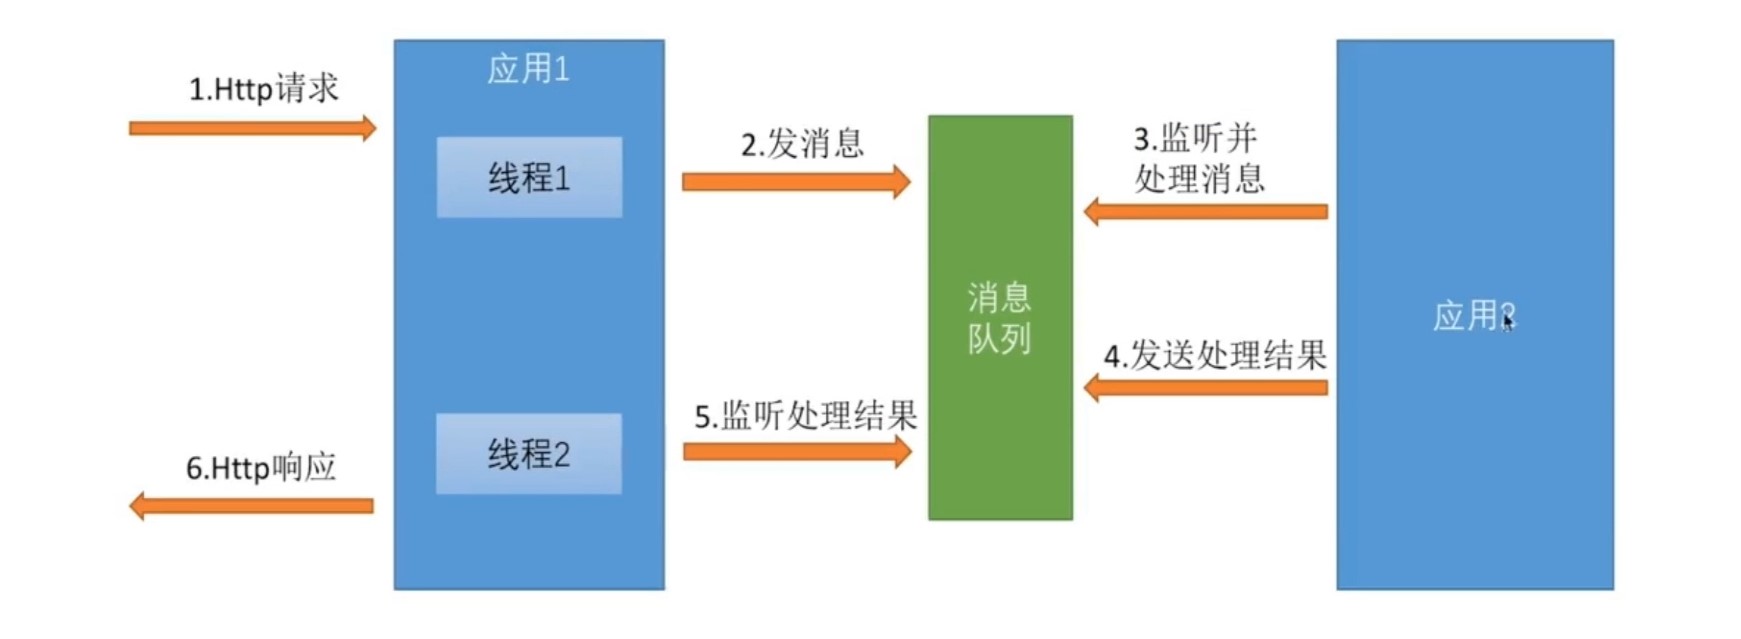 1.Http请求
应用1
线程1
2.发消息
3.监听并
处理消息
消息
队列
应用2
4.发送处理结果
5.监听处理结果
线程2
6.Http响应